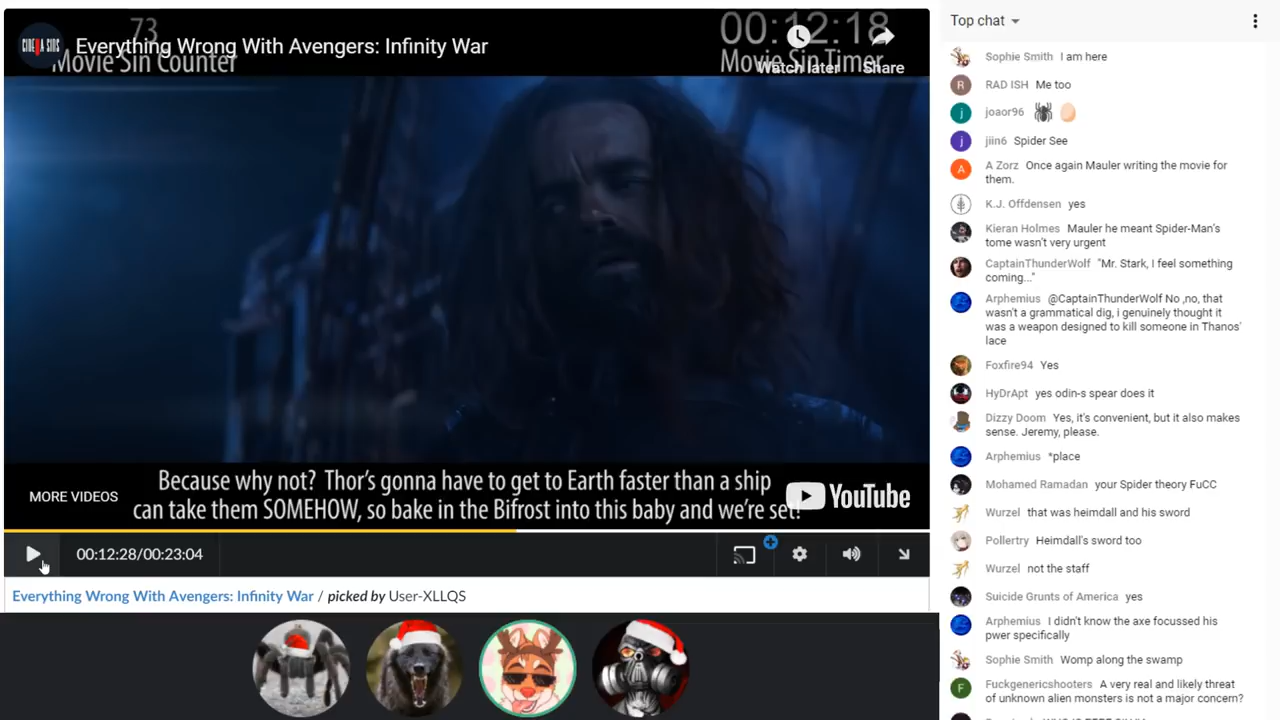 73
Movie Sin Counter
00:12:18
Movie Sin Timer
CINEMA SINS
Everything Wrong With Avengers: Infinity War
Watch later
Share
Because why not? Thor's gonna have to get to Earth faster than a ship
can take them SOMEHOW, so bake in the Bifrost into this baby and we're set!
MORE VIDEOS
YouTube
00:12:28/00:23:04
Everything Wrong With Avengers: Infinity War / picked by User-XLLQS
Top chat
Sophie Smith I am here
R
RAD ISH Me too
j
joaor96 🕷 🥚
j
jiin6 Spider See
A
A Zorz Once again Mauler writing the movie for
them.
K.J. Offdensen yes
Kieran Holmes Mauler he meant Spider-Man's
tome wasn't very urgent
CaptainThunderWolf "Mr. Stark, I feel something
coming..."
Arphemius @CaptainThunderWolf No ,no, that
wasn't a grammatical dig, i genuinely thought it
was a weapon designed to kill someone in Thanos'
lace
Foxfire94 Yes
HyDrApt yes odin-s spear does it
Dizzy Doom Yes, it's convenient, but it also makes
sense. Jeremy, please.
Arphemius *place
Mohamed Ramadan your Spider theory FuCC
Wurzel that was heimdall and his sword
Pollertry Heimdall's sword too
Wurzel not the staff
Suicide Grunts of America yes
Arphemius I didn't know the axe focussed his
pwer specifically
Sophie Smith Womp along the swamp
F
Fuckgenericshooters A very real and likely threat
of unknown alien monsters is not a major concern?